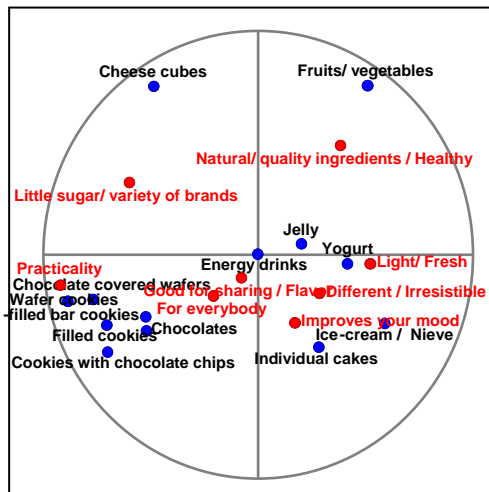 Cheese cubes
Fruits/ vegetables
Natural/ quality ingredients / Healthy
Little sugar/ variety of brands
Jelly
Yogurt
Energy drinks
Light/ Fresh
Practicality
Chocolate covered wafers
Good for sharing / Flavor
Different / Irresistible
Wafer cookies
For everybody
-filled bar cookies
Chocolates
Improves your mood
Filled cookies
Ice-cream / Nieve
Cookies with chocolate chips
Individual cakes